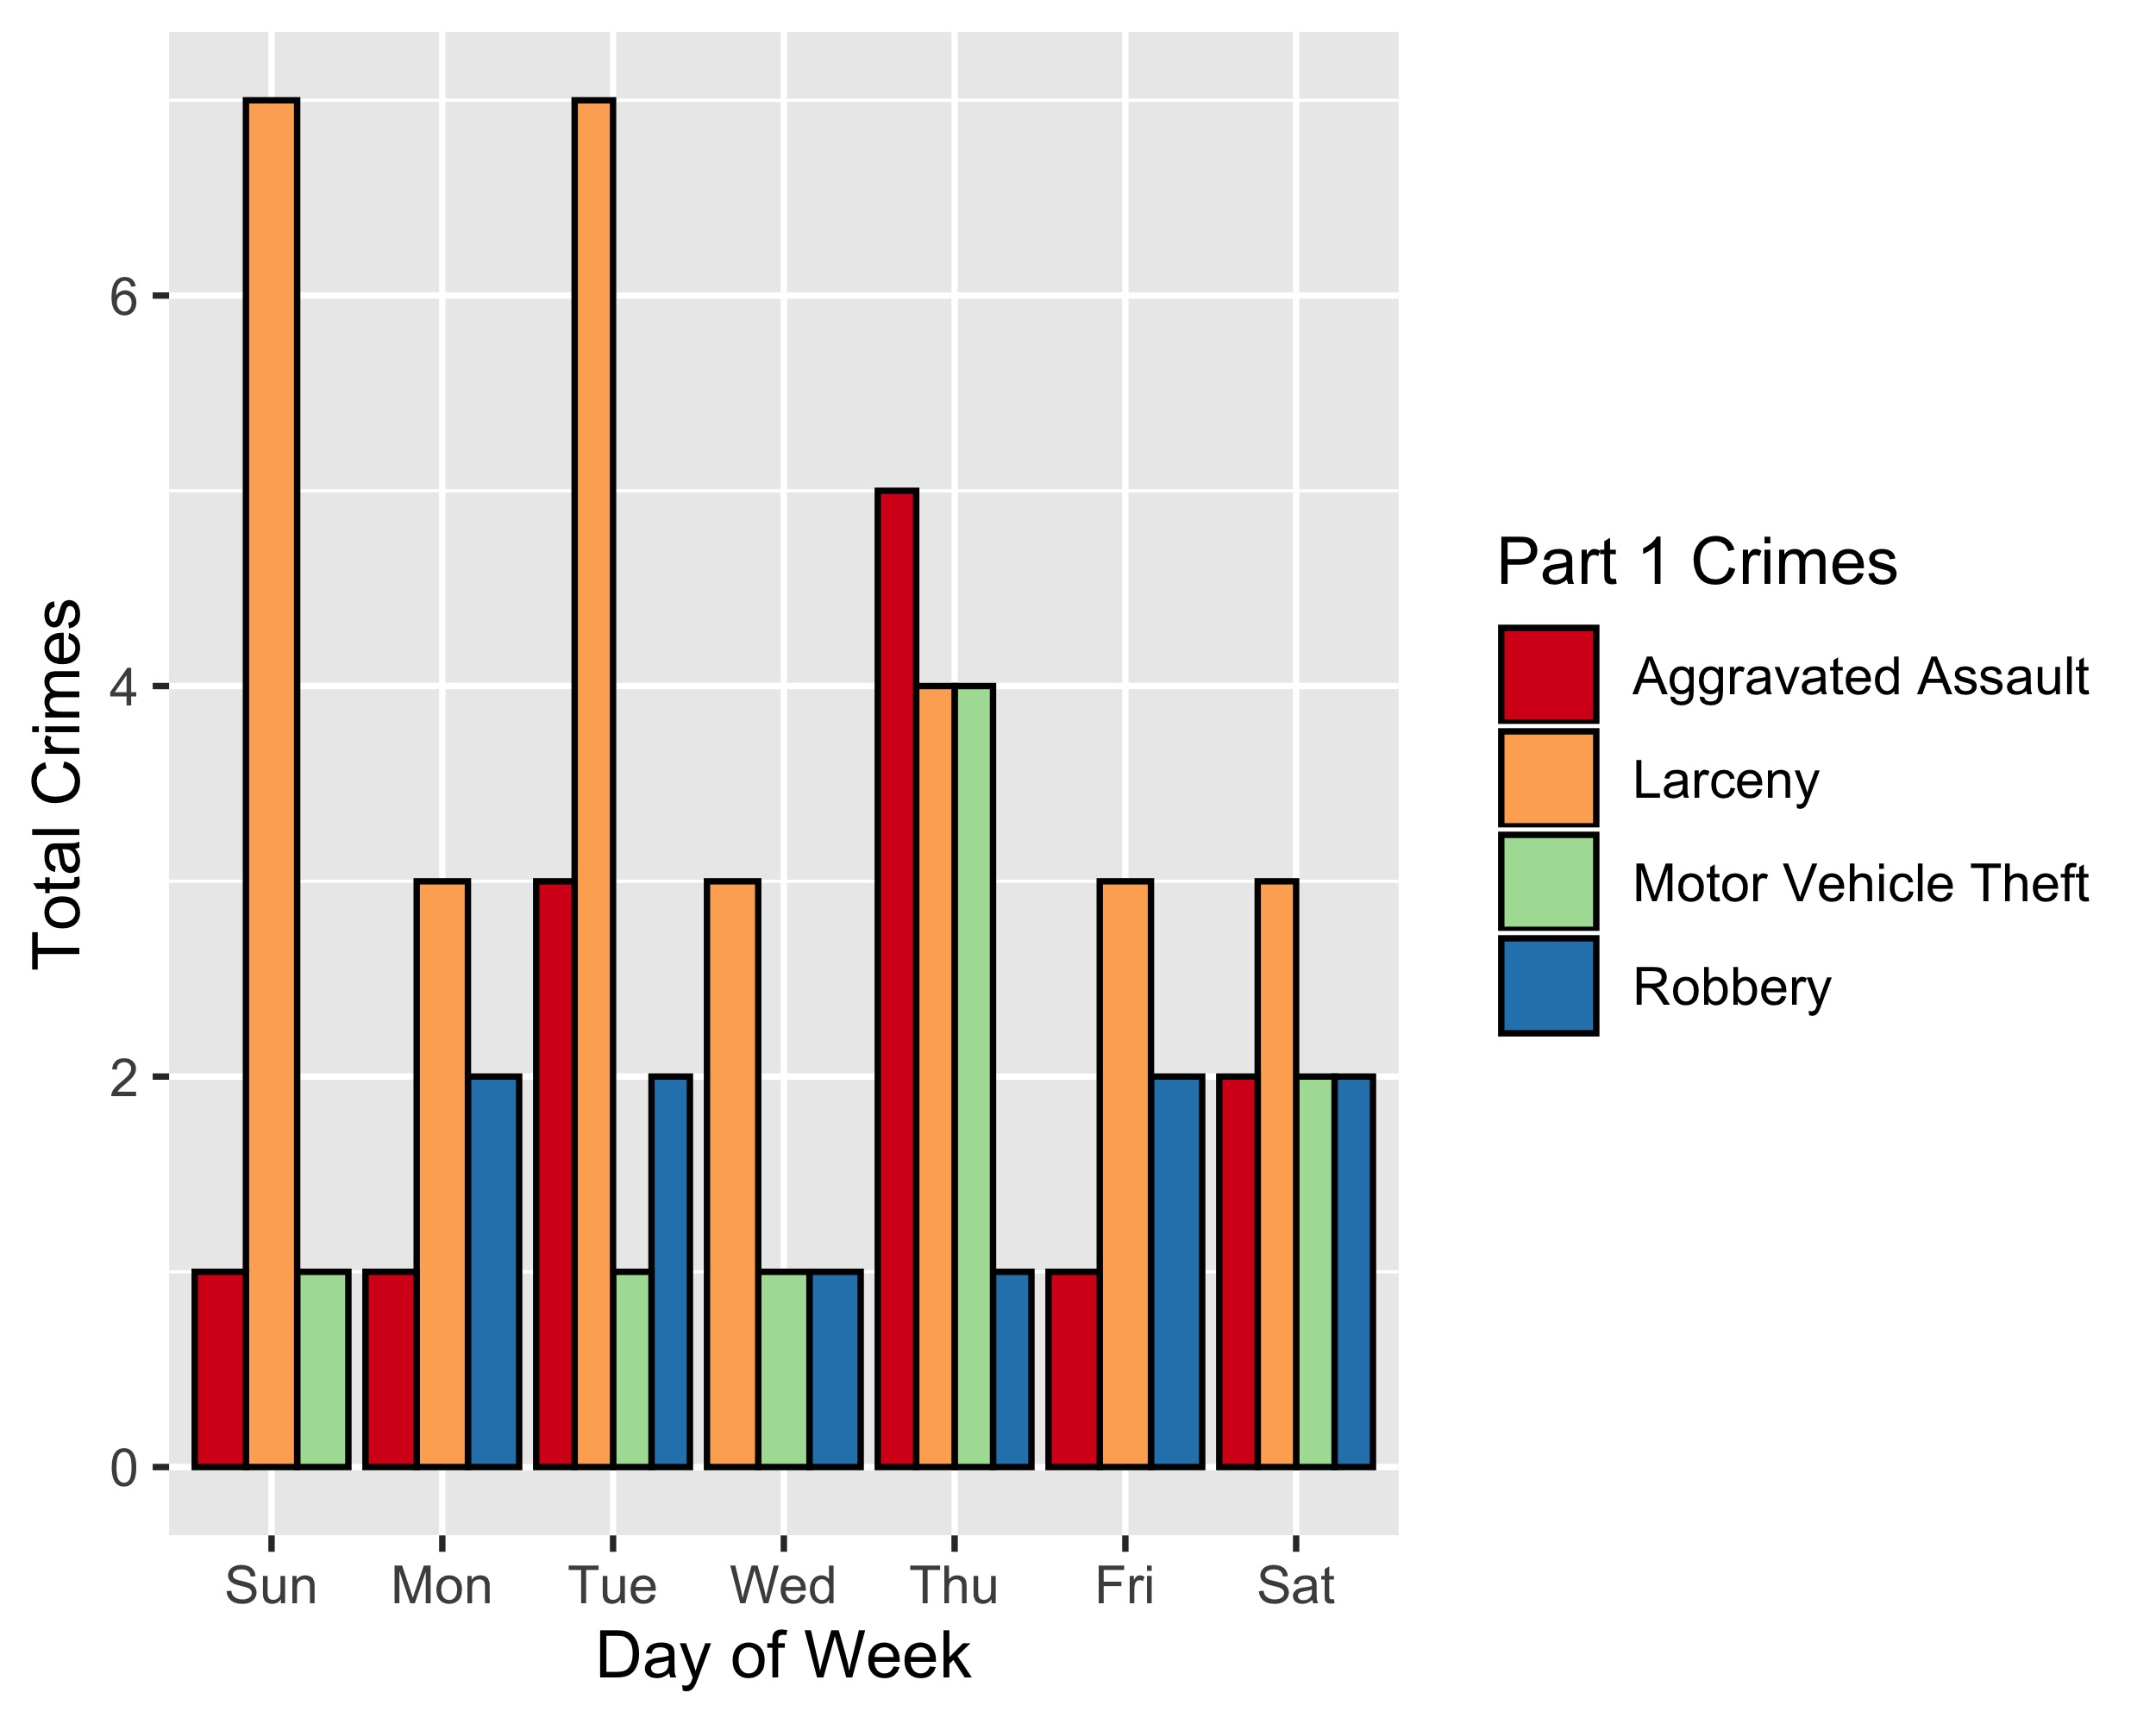 Total Crimes
6
4
2
0
Sun Mon Tue Wed Thu Fri Sat
Day of Week
Part 1 Crimes
Aggravated Assault
Larceny
Motor Vehicle Theft
Robbery